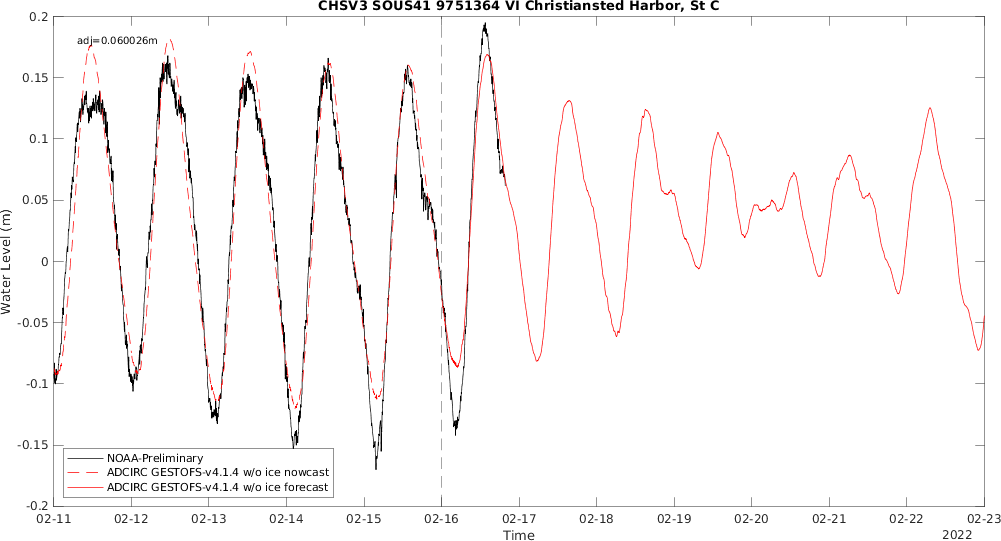 CHSV3 SOUS41 9751364 VI Christiansted Harbor, St C
adj=0.060026m
0.2
0.15
0.1
0.05
0
-0.05
-0.1
-0.15
-0.2
Water Level (m)
NOAA-Preliminary
ADCIRC GESTOFS-v4.1.4 w/o ice nowcast
ADCIRC GESTOFS-v4.1.4 w/o ice forecast
02-11 02-12 02-13 02-14 02-15 02-16 02-17 02-18 02-19 02-20 02-21 02-22 02-23
Time
2022